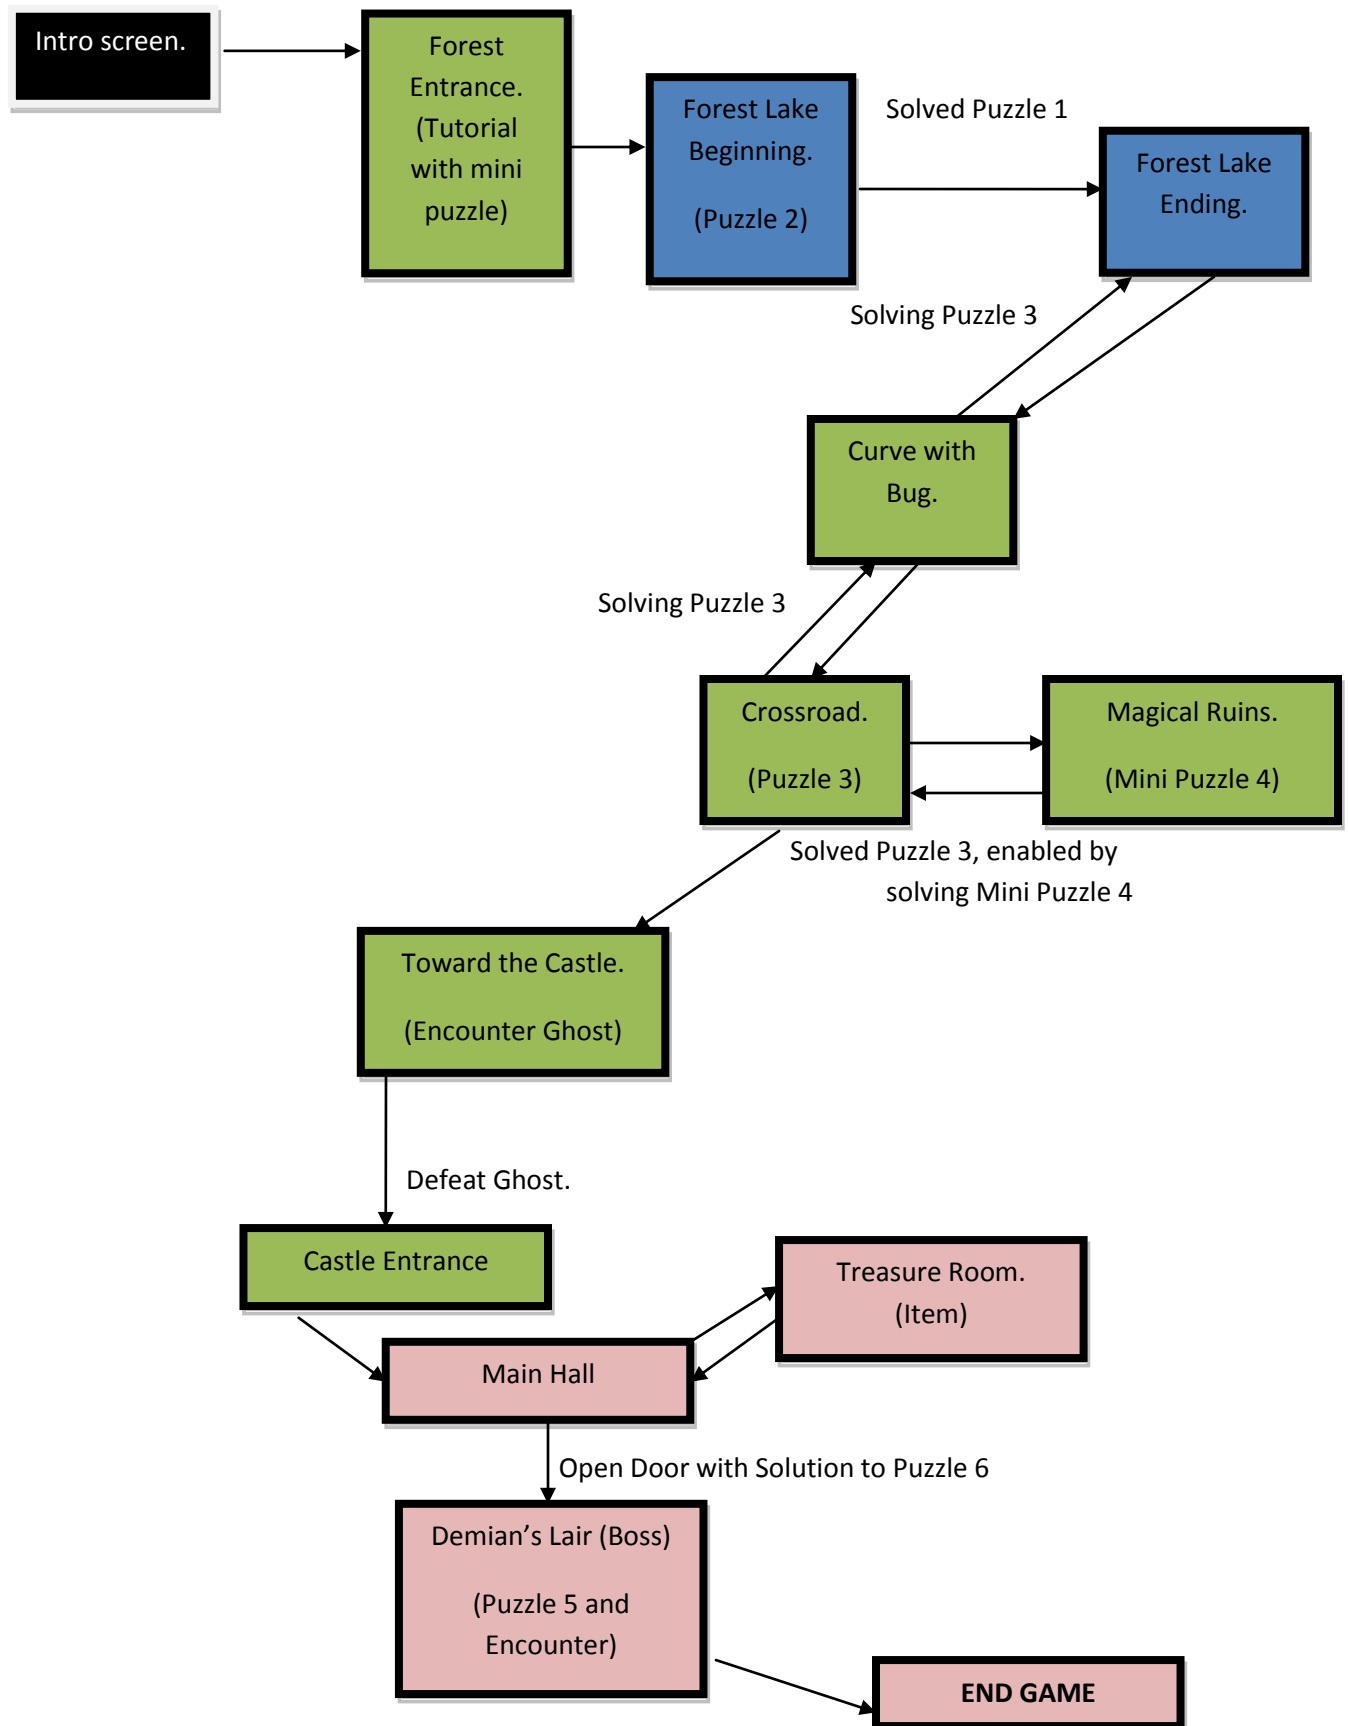 Intro screen.
Forest
Entrance.
(Tutorial
with mini
puzzle)
Forest Lake
Beginning.
(Puzzle 2)
Solved Puzzle 1
Forest Lake
Ending.
Solving Puzzle 3
Curve with
Bug.
Solving Puzzle 3
Crossroad.
(Puzzle 3)
Magical Ruins.
(Mini Puzzle 4)
Solved Puzzle 3, enabled by
solving Mini Puzzle 4
Toward the Castle.
(Encounter Ghost)
Defeat Ghost.
Castle Entrance
Treasure Room.
(Item)
Main Hall
Open Door with Solution to Puzzle 6
Demian’s Lair (Boss)
(Puzzle 5 and
Encounter)
END GAME